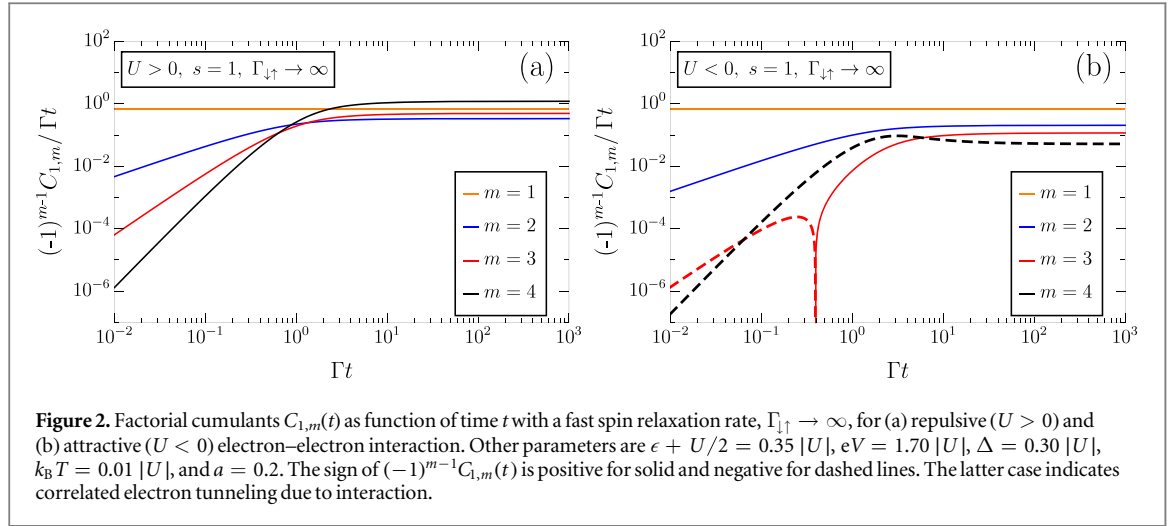 10^2
10^0
10^-2
10^-4
10^-6
(-1)^{m-1} C_{1,m} / Γt
U > 0, s = 1, Γ↓↑ → ∞
(a)
m = 1
m = 2
m = 3
m = 4
10^-2 10^-1 10^0 10^1 10^2 10^3
Γt
10^2
10^0
10^-2
10^-4
10^-6
(-1)^{m-1} C_{1,m} / Γt
U < 0, s = 1, Γ↓↑ → ∞
(b)
m = 1
m = 2
m = 3
m = 4
10^-2 10^-1 10^0 10^1 10^2 10^3
Γt
Figure 2. Factorial cumulants C_{1,m}(t) as function of time t with a fast spin relaxation rate, Γ↓↑ → ∞, for (a) repulsive (U > 0) and
(b) attractive (U < 0) electron–electron interaction. Other parameters are ϵ + U/2 = 0.35 |U|, eV = 1.70 |U|, Δ = 0.30 |U|,
k_B T = 0.01 |U|, and a = 0.2. The sign of (−1)^{m−1}C_{1,m}(t) is positive for solid and negative for dashed lines. The latter case indicates
correlated electron tunneling due to interaction.